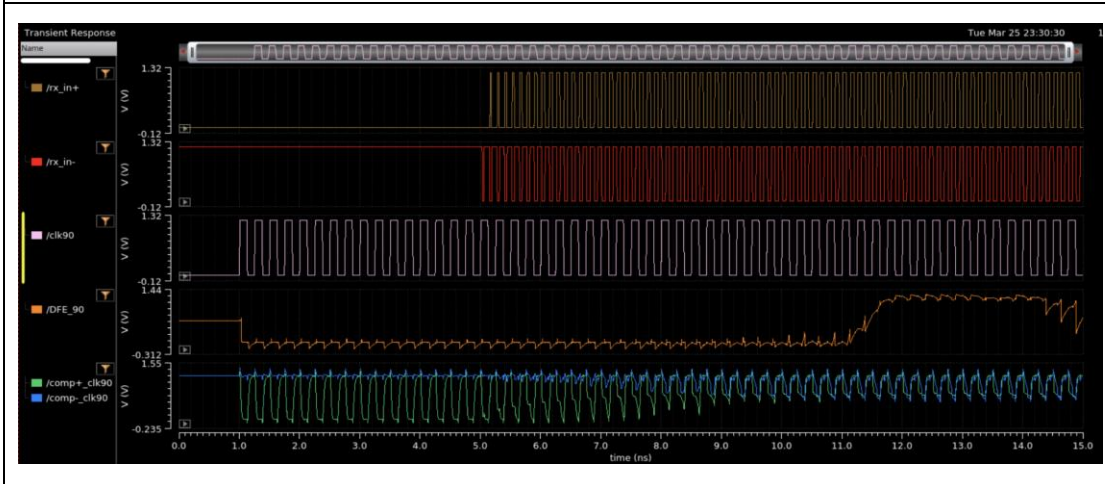 Transient Response
Tue Mar 25 23:30:30 1
Name
/rx_in+
V (V)
1.32
-0.12
/rx_in-
V (V)
1.32
-0.12
/clk90
V (V)
1.32
-0.12
/DFE_90
V (V)
1.44
-0.312
/comp+_clk90
/comp-_clk90
V (V)
1.55
-0.235
0.0 1.0 2.0 3.0 4.0 5.0 6.0 7.0 8.0 9.0 10.0 11.0 12.0 13.0 14.0 15.0
time (ns)